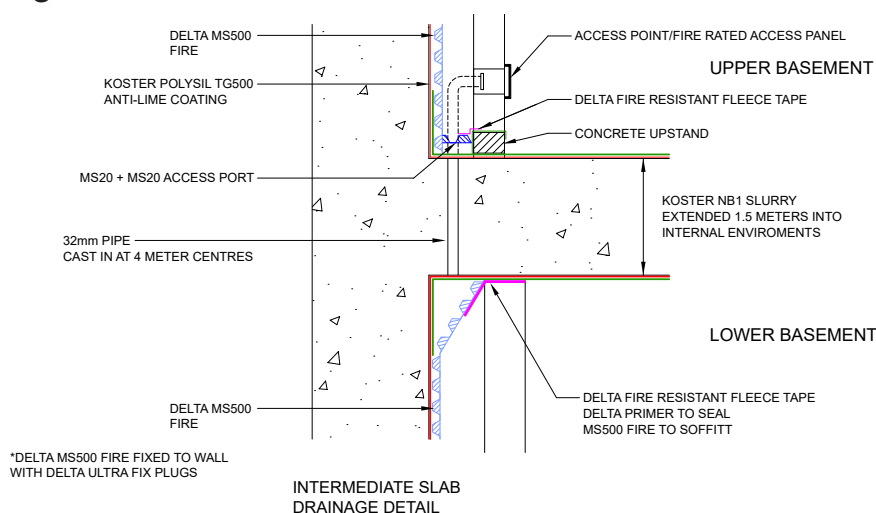 DELTA MS500
FIRE
KOSTER POLYSIL TG500
ANTI-LIME COATING
MS20 + MS20 ACCESS PORT
32mm PIPE
CAST IN AT 4 METER CENTRES
DELTA MS500
FIRE
*DELTA MS500 FIRE FIXED TO WALL
WITH DELTA ULTRA FIX PLUGS
ACCESS POINT/FIRE RATED ACCESS PANEL
UPPER BASEMENT
DELTA FIRE RESISTANT FLEECE TAPE
CONCRETE UPSTAND
KOSTER NB1 SLURRY
EXTENDED 1.5 METERS INTO
INTERNAL ENVIROMENTS
LOWER BASEMENT
DELTA FIRE RESISTANT FLEECE TAPE
DELTA PRIMER TO SEAL
MS500 FIRE TO SOFFITT
INTERMEDIATE SLAB
DRAINAGE DETAIL